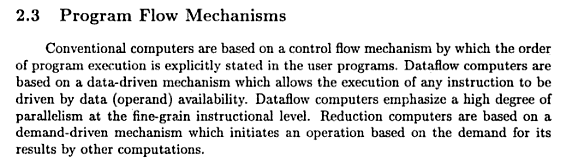 2.3 Program Flow Mechanisms
Conventional computers are based on a control flow mechanism by which the order
of program execution is explicitly stated in the user programs. Dataflow computers are
based on a data-driven mechanism which allows the execution of any instruction to be
driven by data (operand) availability. Dataflow computers emphasize a high degree of
parallelism at the fine-grain instructional level. Reduction computers are based on a
demand-driven mechanism which initiates an operation based on the demand for its
results by other computations.